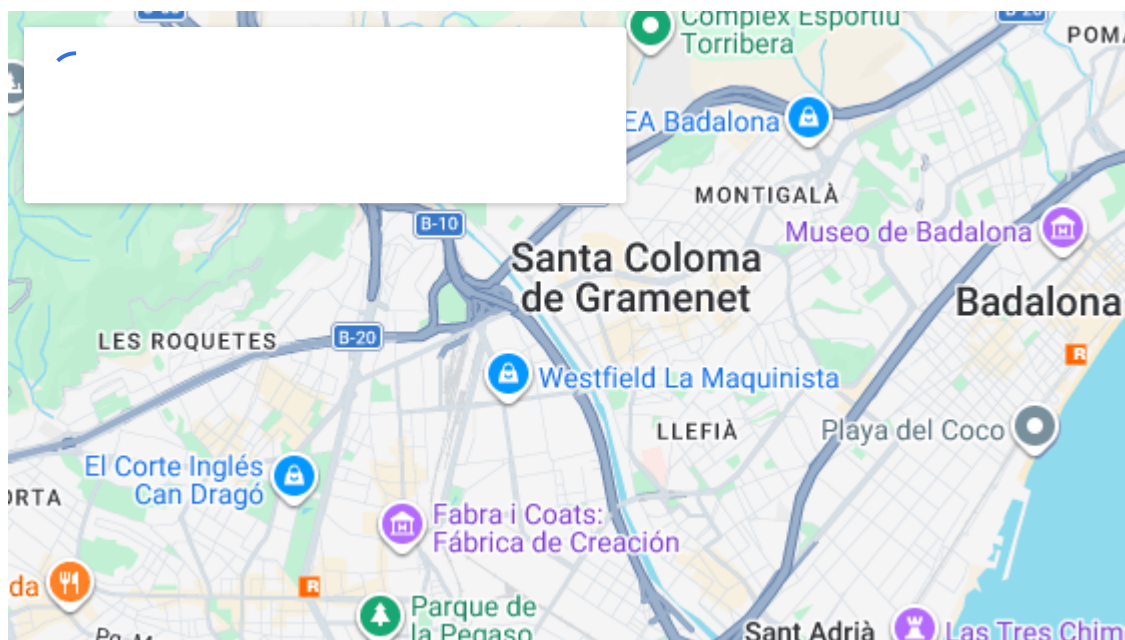 Complex Esportiu
Torribera
B-20
POM
EA Badalona
MONTIGALÀ
B-10
Museo de Badalona
Santa Coloma
de Gramenet
Badalona
LES ROQUETES
B-20
R
Westfield La Maquinista
LLEFIÀ
Playa del Coco
El Corte Inglés
Can Dragó
ORTA
Fabra i Coats:
Fábrica de Creación
da
R
Parque de
la Pegaso
Sant Adrià
Las Tres Chim